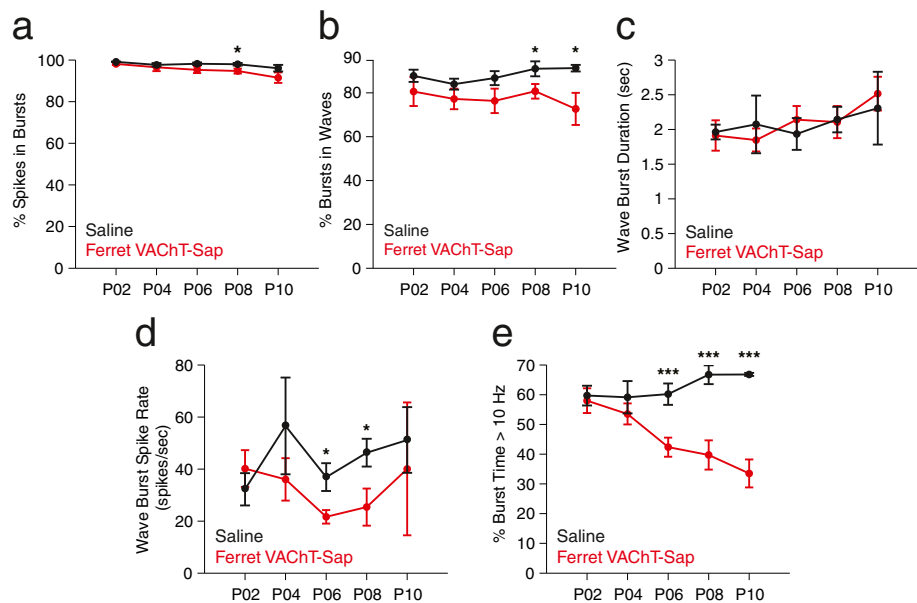 a
% Spikes in Bursts
100
80
60
40
20
0
*
Saline
Ferret VAChT-Sap
P02 P04 P06 P08 P10
b
% Bursts in Waves
90
80
60
40
20
0
* *
Saline
Ferret VAChT-Sap
P02 P04 P06 P08 P10
c
Wave Burst Duration (sec)
3
2.5
2
1.5
1
0.5
0
Saline
Ferret VAChT-Sap
P02 P04 P06 P08 P10
d
Wave Burst Spike Rate
(spikes/sec)
80
60
40
20
0
* *
Saline
Ferret VAChT-Sap
P02 P04 P06 P08 P10
e
% Burst Time > 10 Hz
70
60
50
40
30
20
10
0
*** *** ***
Saline
Ferret VAChT-Sap
P02 P04 P06 P08 P10